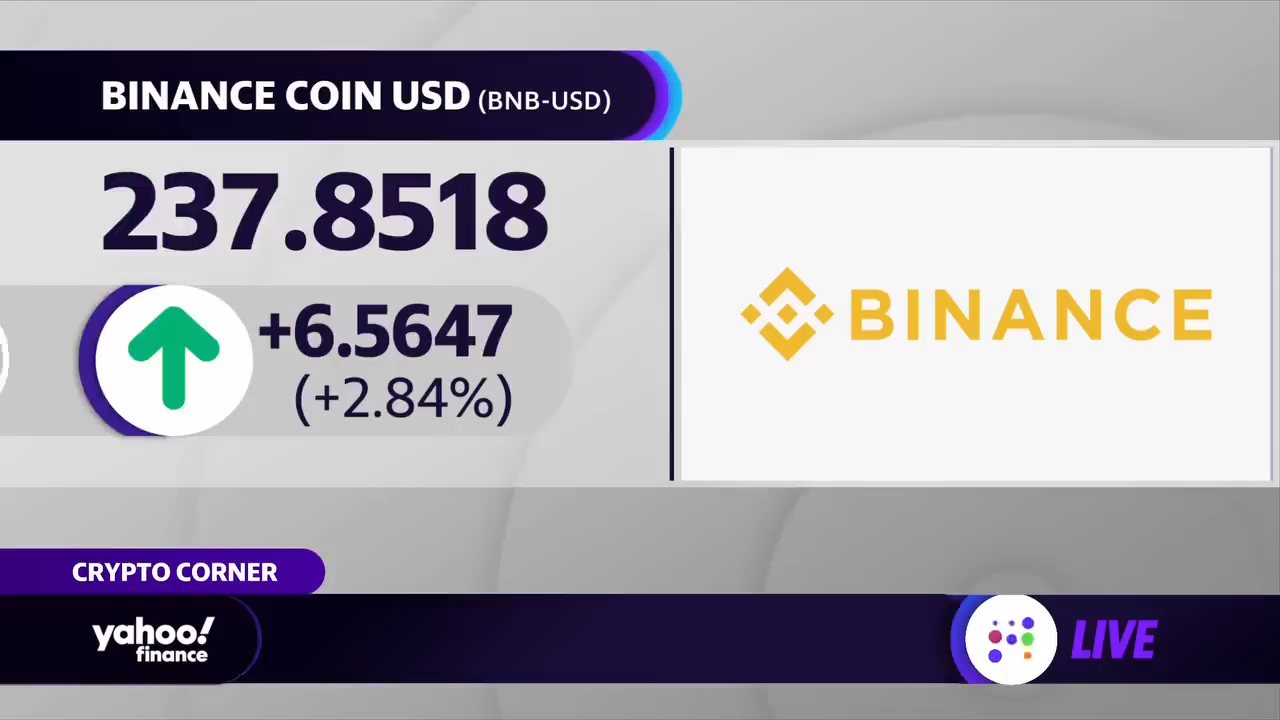 BINANCE COIN USD (BNB-USD)
237.8518
+6.5647
(+2.84%)
BINANCE
CRYPTO CORNER
yahoo!
finance
LIVE